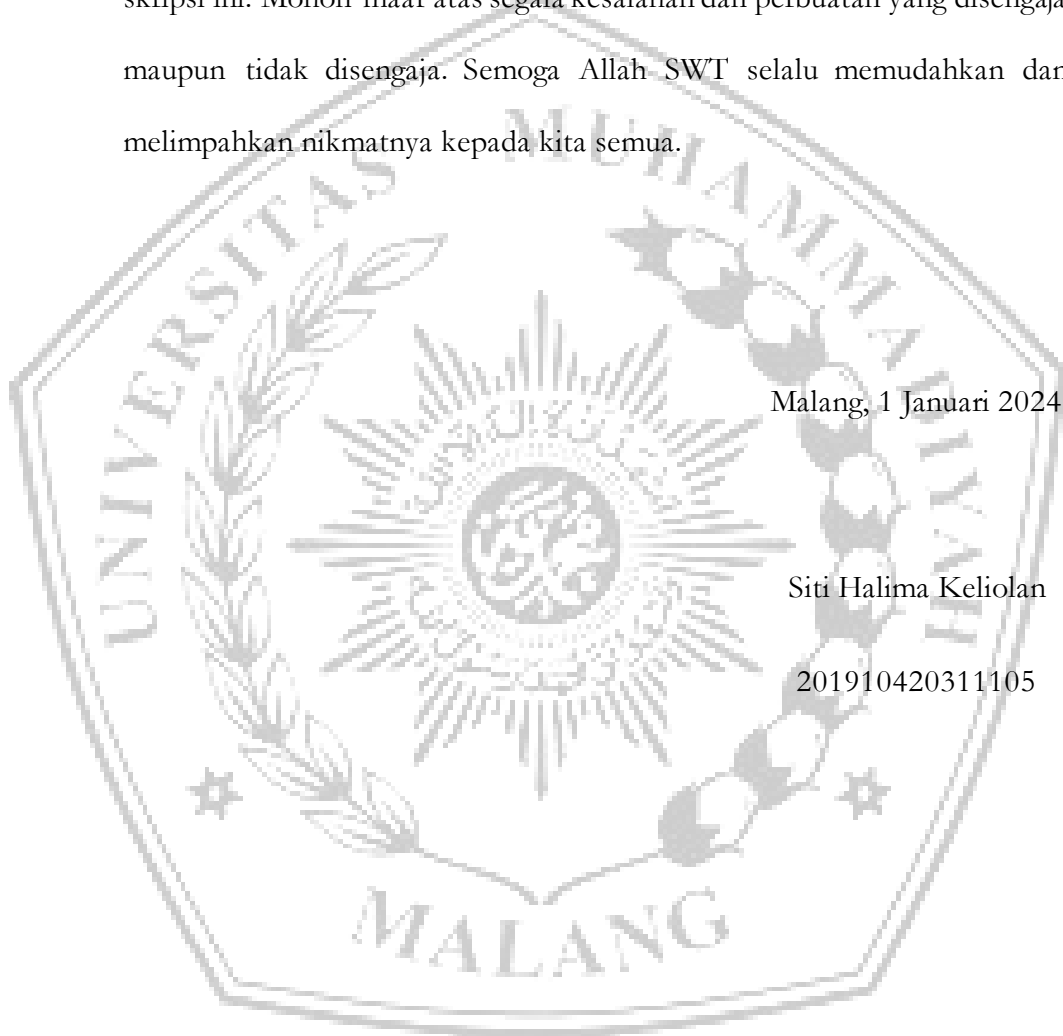 skripsi ini. Mohon maaf atas segala kesalahan dan perbuatan yang disengaja
maupun tidak disengaja. Semoga Allah SWT selalu memudahkan dan
melimpahkan nikmatnya kepada kita semua.
UNIVERSITAS MUHAMMADIYAH
Malang, 1 Januari 2024
Siti Halima Keliolan
201910420311105
MALANG